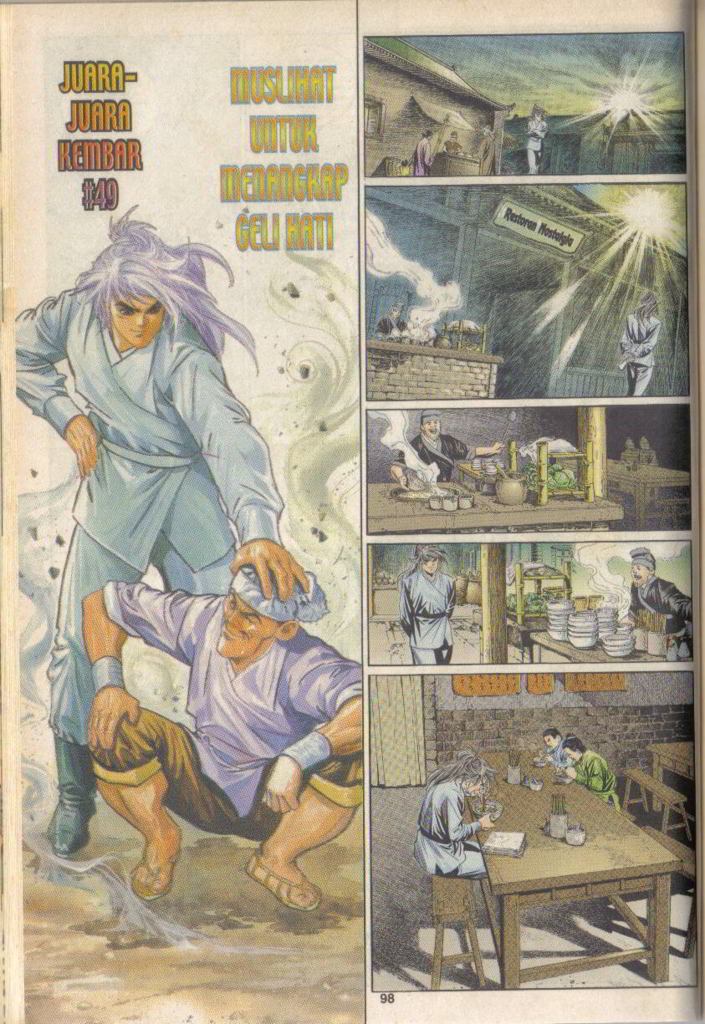 JUARA-
JUARA
KEMBAR
#49
MUSLIHAT
UNTUK
MENANGKAP
GELI HATI
Restoran Nostalgia
98